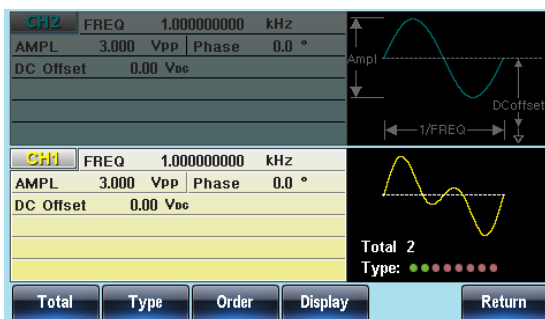 CH2 FREQ 1.000000000 kHz
AMPL 3.000 Vpp Phase 0.0 °
DC Offset 0.00 VDC
Ampl
DCoffset
1/FREQ
CH1 FREQ 1.000000000 kHz
AMPL 3.000 Vpp Phase 0.0 °
DC Offset 0.00 VDC
Total 2
Type:
Total Type Order Display Return